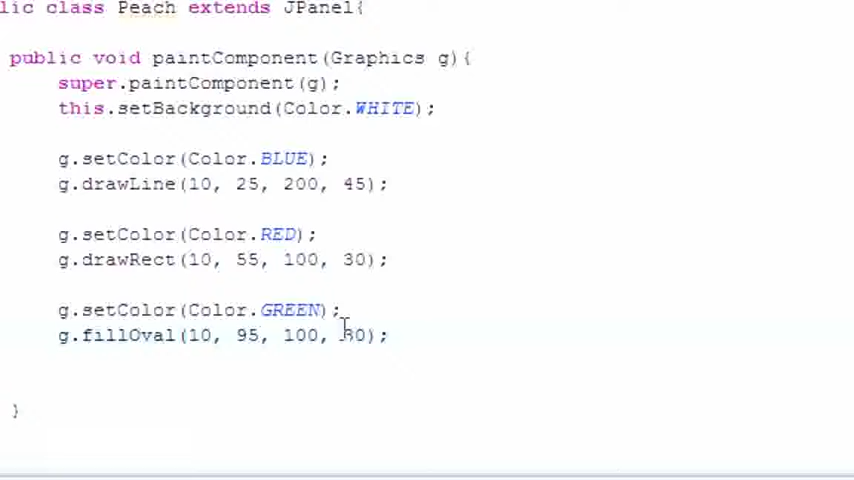 lic class Peach extends JPanel{
public void paintComponent(Graphics g){
super.paintComponent(g);
this.setBackground(Color.WHITE);
g.setColor(Color.BLUE);
g.drawLine(10, 25, 200, 45);
g.setColor(Color.RED);
g.drawRect(10, 55, 100, 30);
g.setColor(Color.GREEN);
g.fillOval(10, 95, 100, 30);
}